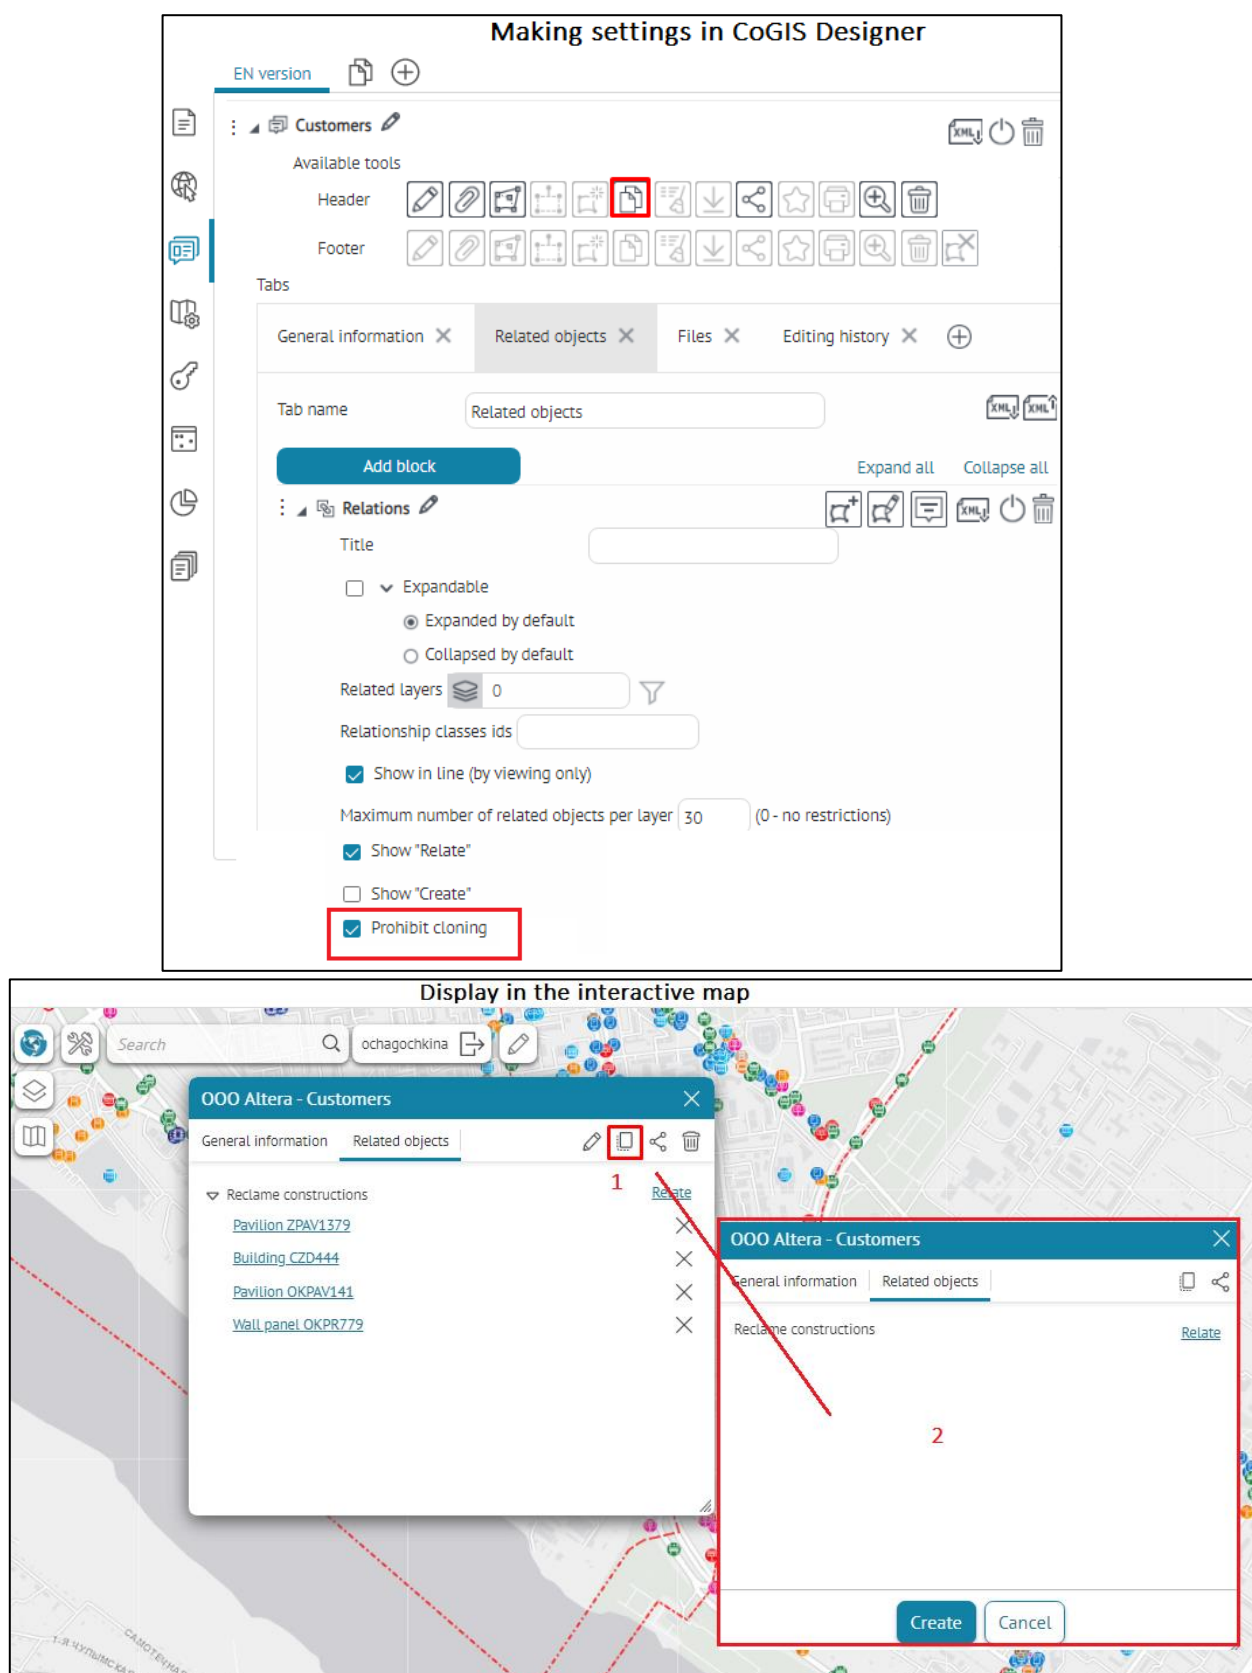 Making settings in CoGIS Designer
EN version
Customers
Available tools
Header
Footer
Tabs
General information
Related objects
Files
Editing history
Tab name
Related objects
XML
XML
Add block
Expand all
Collapse all
Relations
XML
Title
Expandable
Expanded by default
Collapsed by default
Related layers
0
Relationship classes ids
Show in line (by viewing only)
Maximum number of related objects per layer
30
(0 - no restrictions)
Show "Relate"
Show "Create"
Prohibit cloning
Display in the interactive map
Search
ochagochkina
OOO Altera - Customers
General information
Related objects
1
Reclame constructions
Relate
Pavilion ZPAV1379
Building CZD444
Pavilion OKPAV141
Wall panel OKPR779
OOO Altera - Customers
General information
Related objects
Reclame constructions
Relate
2
Create
Cancel